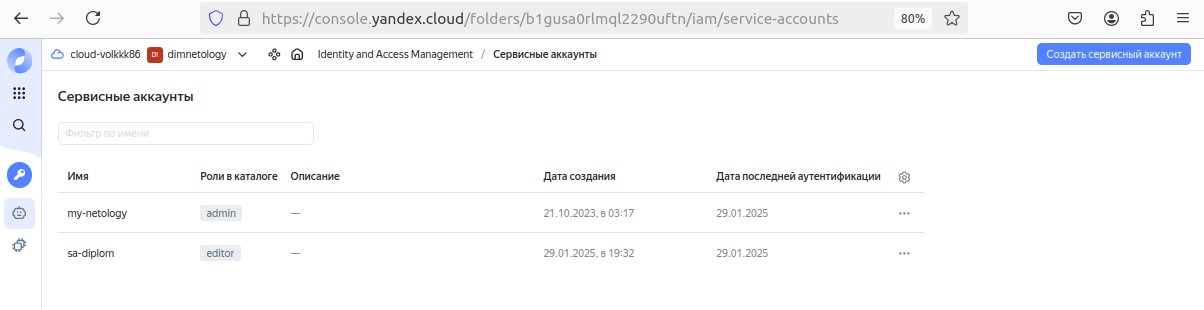 https://console.yandex.cloud/folders/b1gusa0rlmql2290uftn/iam/service-accounts 80%
cloud-volkkk86 DI dimnetology Identity and Access Management / Сервисные аккаунты Создать сервисный аккаунт
Сервисные аккаунты
Фильтр по имени
Имя Роли в каталоге Описание Дата создания Дата последней аутентификации
my-netology admin — 21.10.2023, в 03:17 29.01.2025
sa-diplom editor — 29.01.2025, в 19:32 29.01.2025